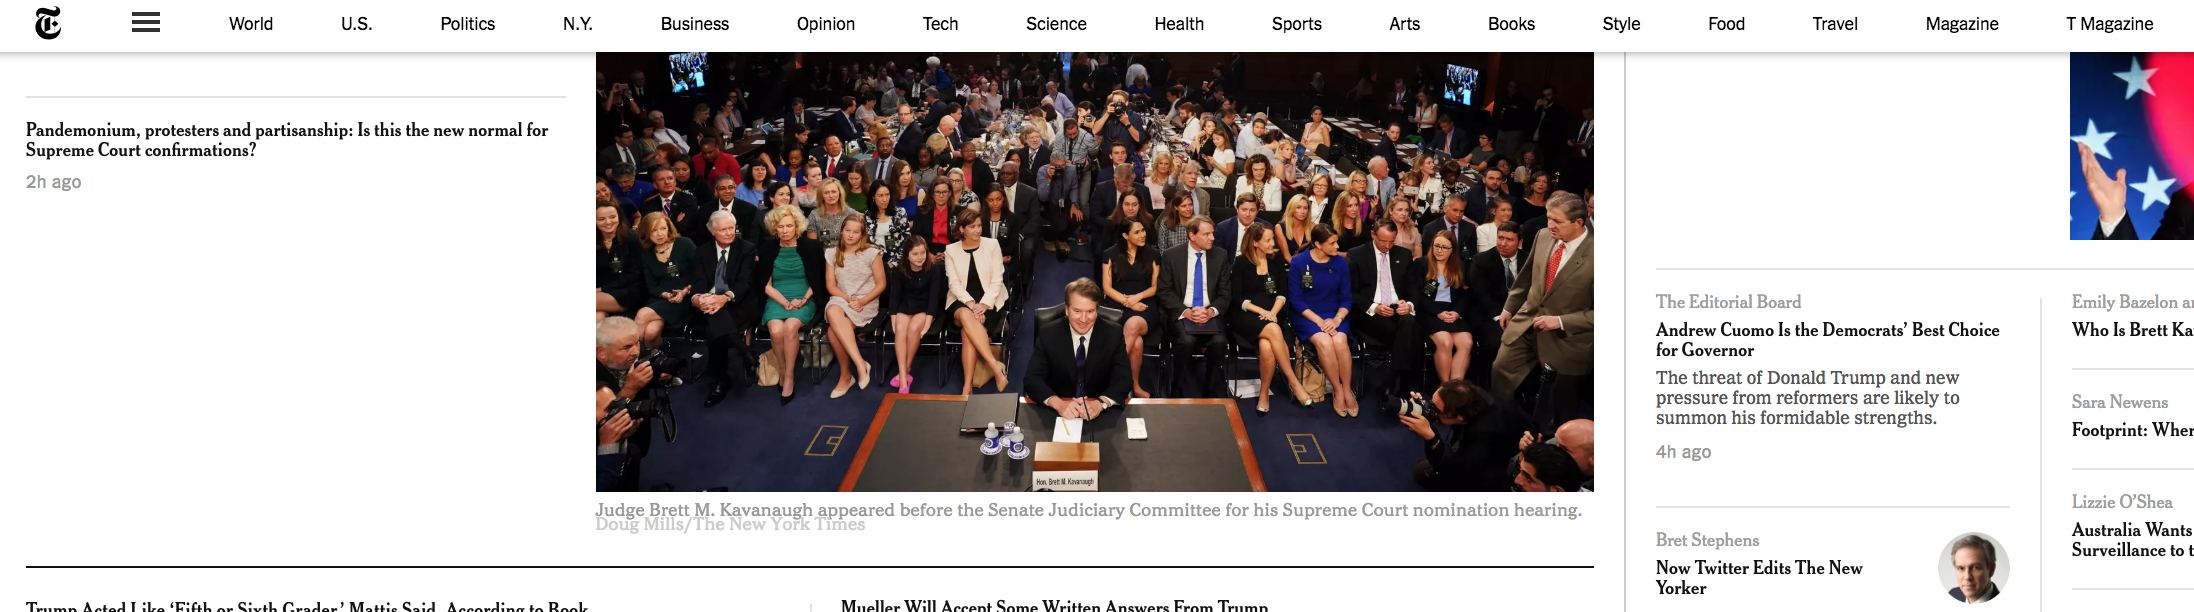 World U.S. Politics N.Y. Business Opinion Tech Science Health Sports Arts Books Style Food Travel Magazine T Magazine
Pandemonium, protesters and partisanship: Is this the new normal for
Supreme Court confirmations?
2h ago
Hon. Brett M. Kavanaugh
Judge Brett M. Kavanaugh appeared before the Senate Judiciary Committee for his Supreme Court nomination hearing.
Doug Mills/The New York Times
Trump Acted Like ‘Fifth or Sixth Grader,’ Mattis Said, According to Book
Mueller Will Accept Some Written Answers From Trump
The Editorial Board
Andrew Cuomo Is the Democrats’ Best Choice
for Governor
The threat of Donald Trump and new
pressure from reformers are likely to
summon his formidable strengths.
4h ago
Bret Stephens
Now Twitter Edits The New
Yorker
Emily Bazelon
Who Is Brett
Sara Newens
Footprint:
Lizzie O’Shea
Australia Wants
Surveillance to